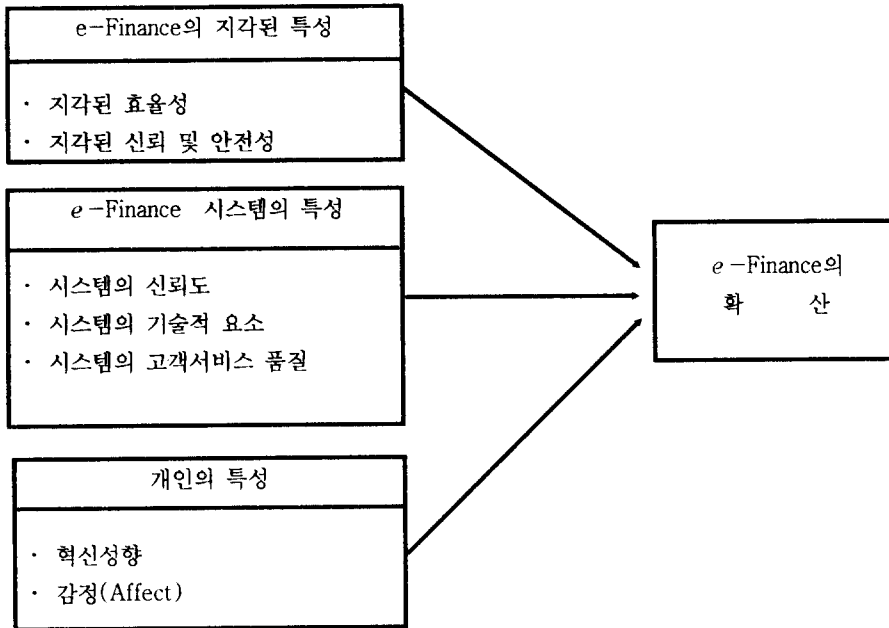 e-Finance의 지각된 특성
· 지각된 효율성
· 지각된 신뢰 및 안전성
e-Finance 시스템의 특성
· 시스템의 신뢰도
· 시스템의 기술적 요소
· 시스템의 고객서비스 품질
개인의 특성
· 혁신성향
· 감정(Affect)
e-Finance의
확 산